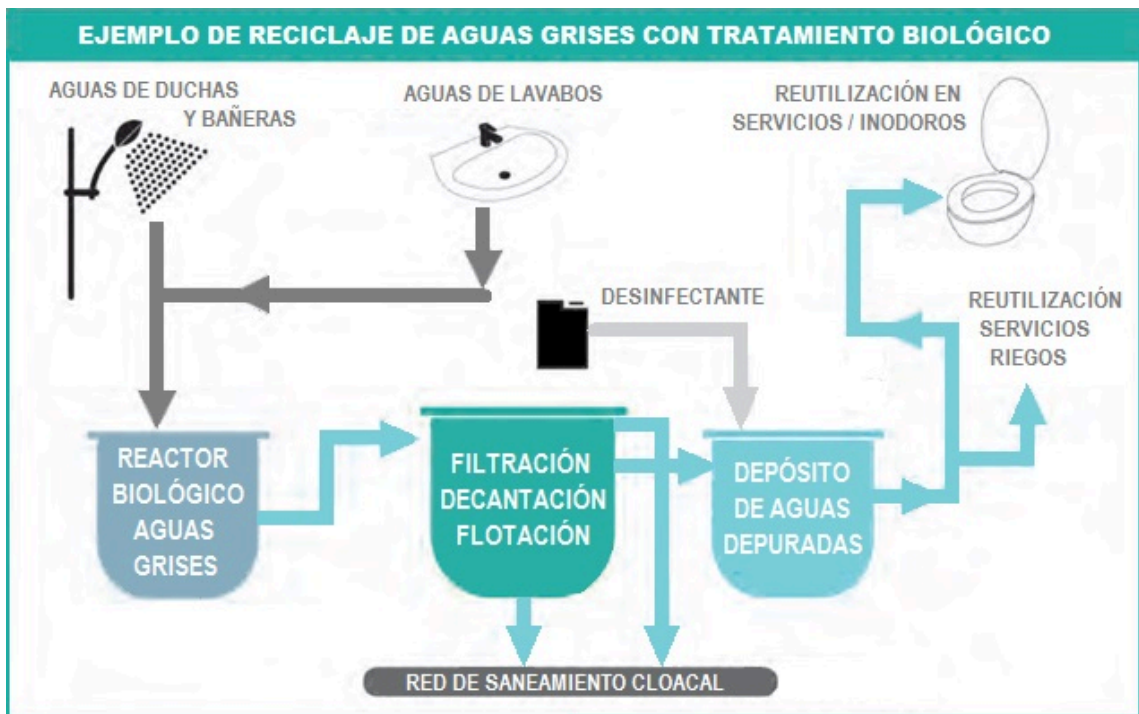 EJEMPLO DE RECICLAJE DE AGUAS GRISES CON TRATAMIENTO BIOLÓGICO
AGUAS DE DUCHAS
Y BAÑERAS
AGUAS DE LAVABOS
REUTILIZACIÓN EN
SERVICIOS / INODOROS
DESINFECTANTE
REUTILIZACIÓN
SERVICIOS
RIEGOS
REACTOR
BIOLÓGICO
AGUAS
GRISES
FILTRACIÓN
DECANTACIÓN
FLOTACIÓN
DEPÓSITO
DE AGUAS
DEPURADAS
RED DE SANEAMIENTO CLOACAL